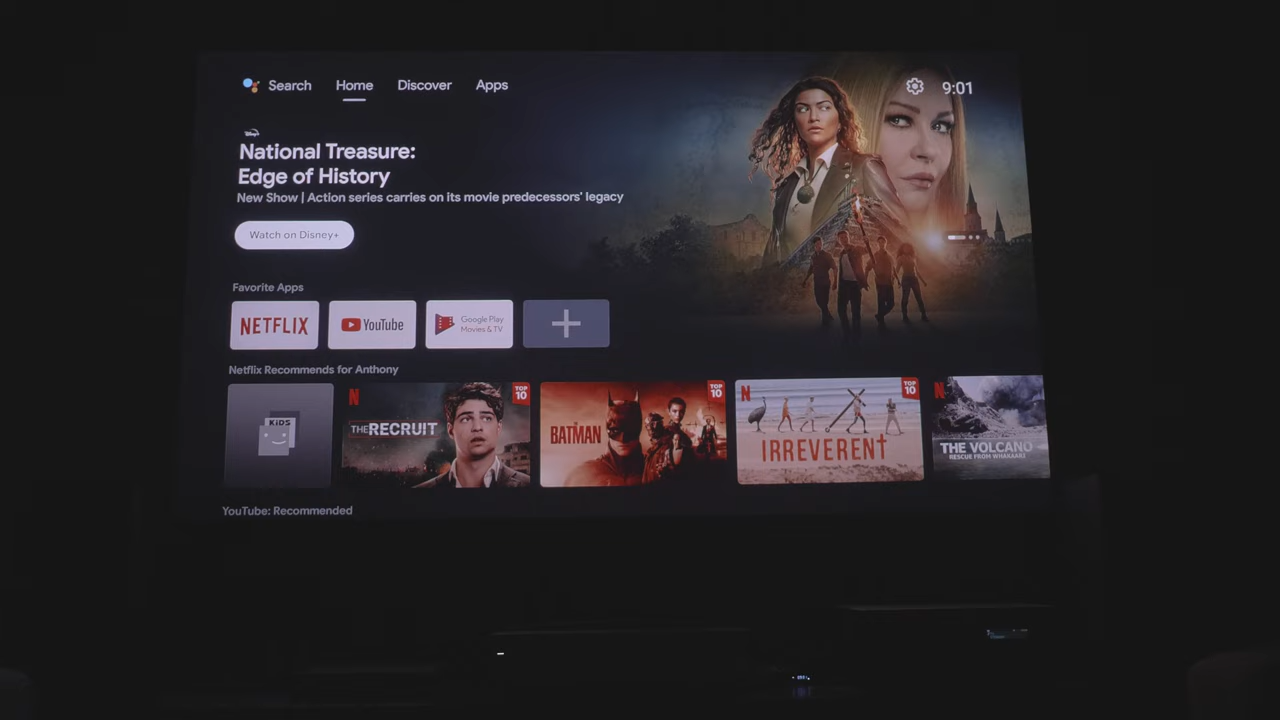 Search Home Discover Apps 9:01
National Treasure:
Edge of History
New Show | Action series carries on its movie predecessors' legacy
Watch on Disney+
Favorite Apps
NETFLIX YouTube Google Play
Movies & TV
Netflix Recommends for Anthony
KiDS
N THE RECRUIT TOP
10
BATMAN TOP
10
N IRREVERENT TOP
10
N THE VOLCANO
RESCUE FROM WHAKAARI
YouTube: Recommended